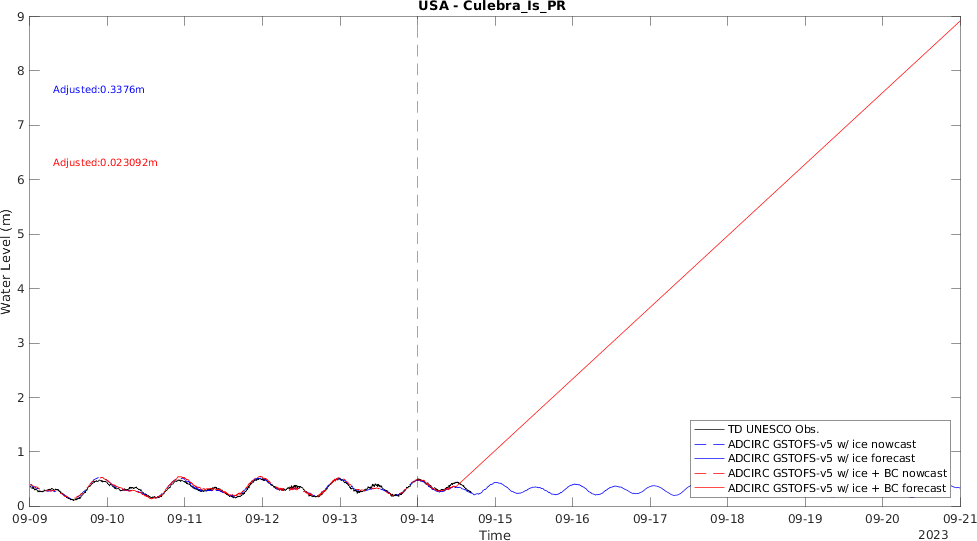 USA - Culebra_Is_PR
9
8
7
6
5
4
3
2
1
0
Water Level (m)
Adjusted:0.3376m
Adjusted:0.023092m
TD UNESCO Obs.
ADCIRC GSTOFS-v5 w/ ice nowcast
ADCIRC GSTOFS-v5 w/ ice forecast
ADCIRC GSTOFS-v5 w/ ice + BC nowcast
ADCIRC GSTOFS-v5 w/ ice + BC forecast
09-09 09-10 09-11 09-12 09-13 09-14 09-15 09-16 09-17 09-18 09-19 09-20 09-21
Time
2023